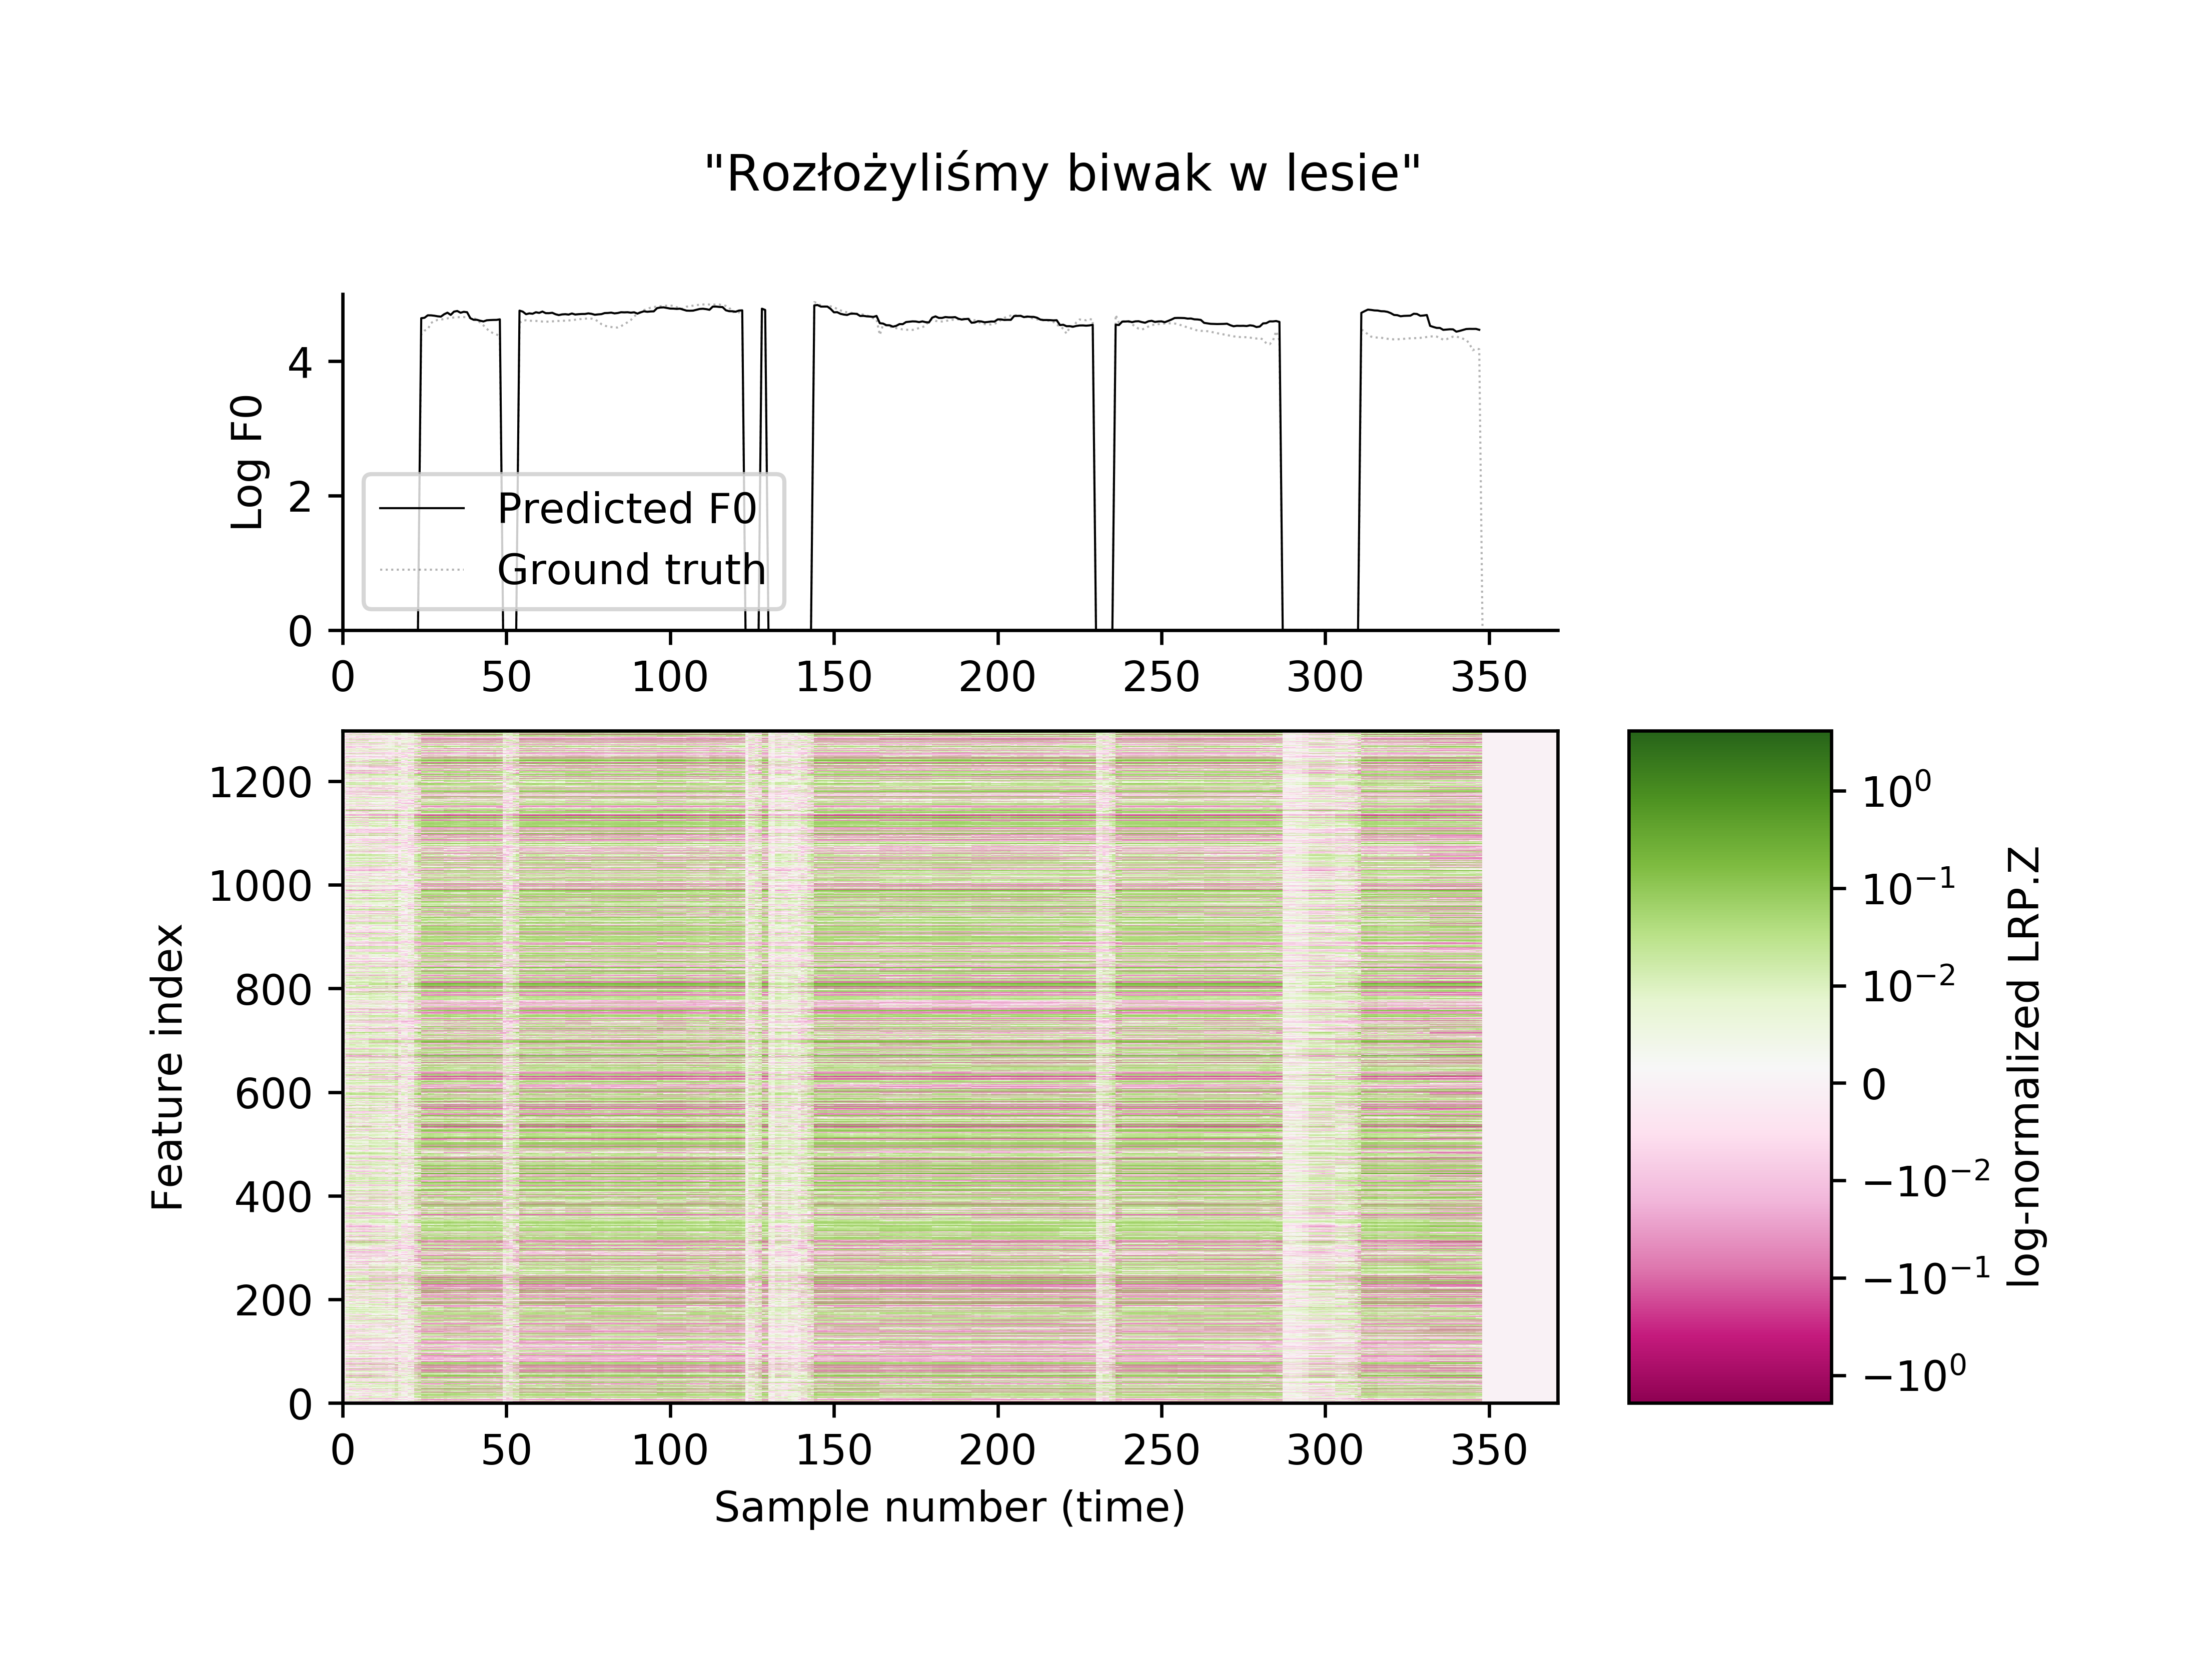 "Rozłożyliśmy biwak w lesie"
Log F0
4
2
0
Predicted F0
Ground truth
0 50 100 150 200 250 300 350
Feature index
1200
1000
800
600
400
200
0
0 50 100 150 200 250 300 350
Sample number (time)
10⁰
10⁻¹
10⁻²
0
−10⁻²
−10⁻¹
−10⁰
log-normalized LRP.Z